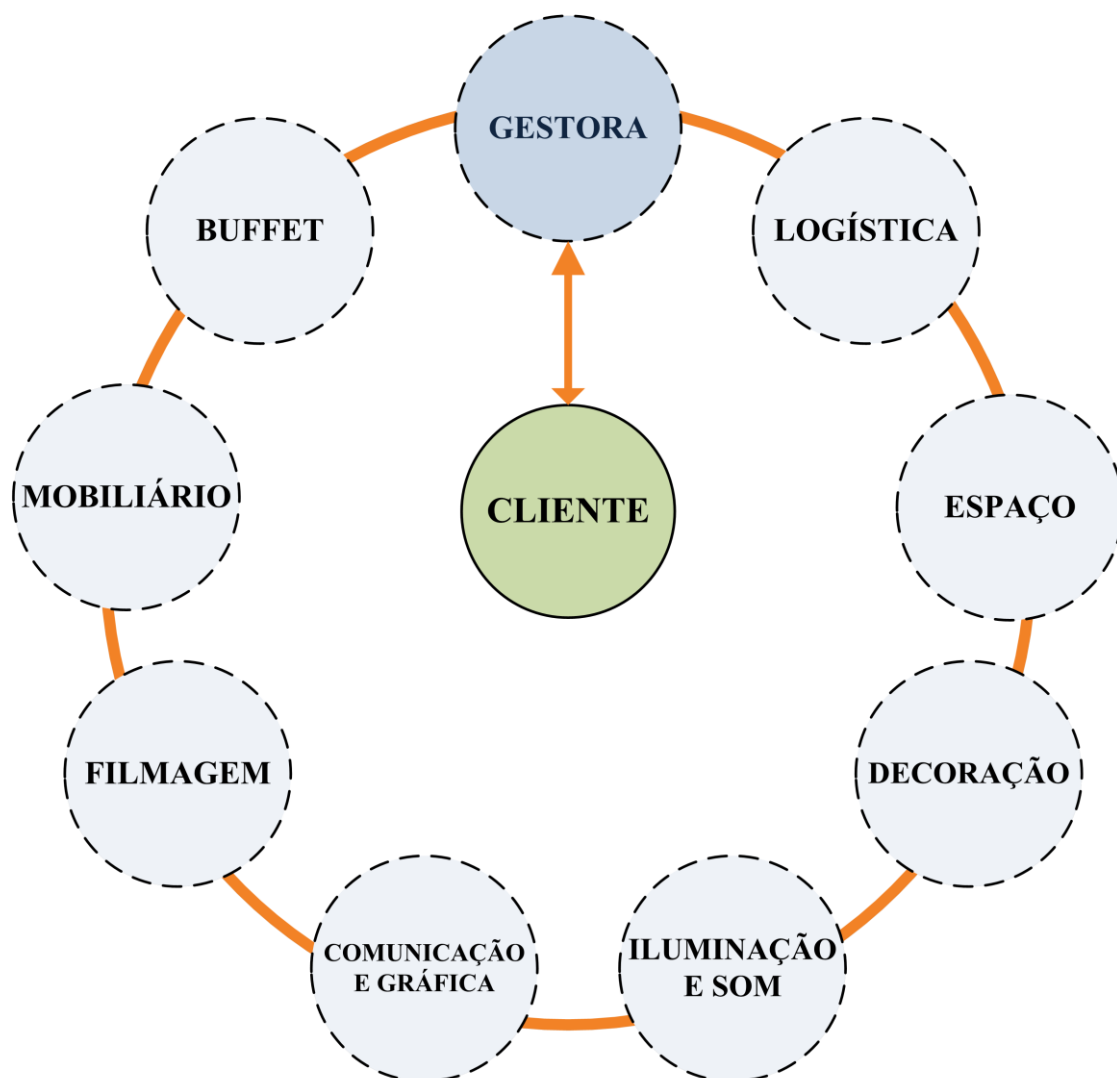 GESTORA
BUFFET
LOGÍSTICA
MOBILIÁRIO
CLIENTE
ESPAÇO
FILMAGEM
DECORAÇÃO
COMUNICAÇÃO
E GRÁFICA
ILUMINAÇÃO
E SOM